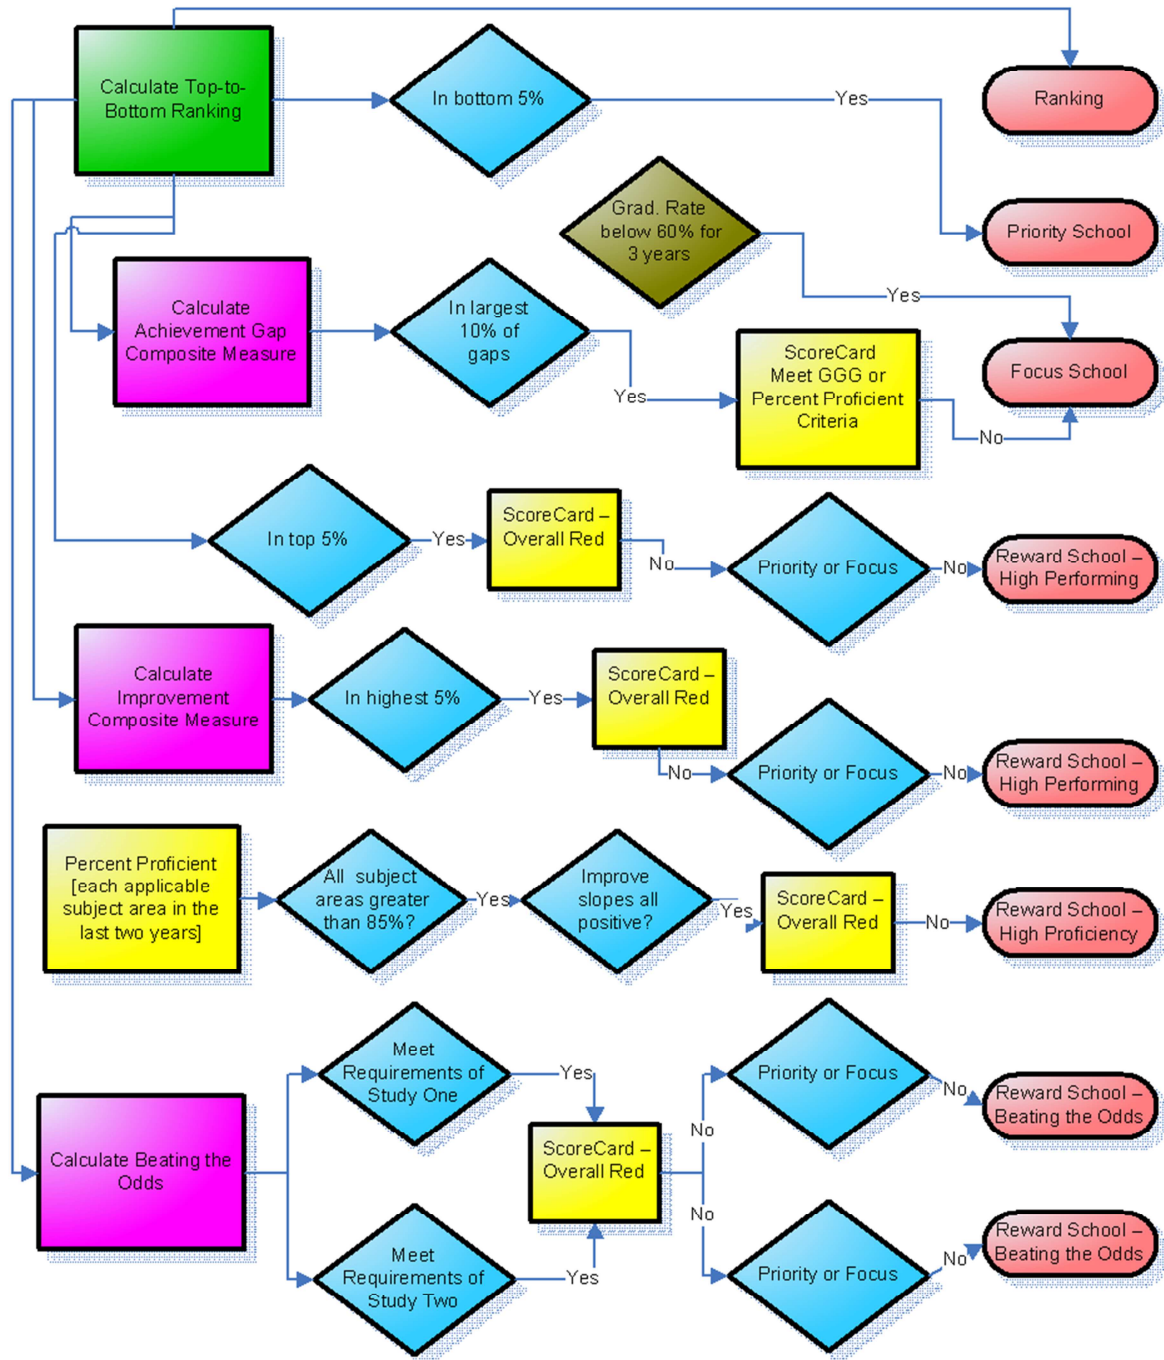 Calculate Top-to-
Bottom Ranking
In bottom 5%
Yes
Ranking
Grad. Rate
below 60% for
3 years
Yes
Priority School
Calculate
Achievement Gap
Composite Measure
In largest
10% of
gaps
Yes
ScoreCard
Meet GGG or
Percent Proficient
Criteria
No
Focus School
In top 5%
Yes
ScoreCard –
Overall Red
No
Priority or Focus
No
Reward School –
High Performing
Calculate
Improvement
Composite Measure
In highest 5%
Yes
ScoreCard –
Overall Red
No
Priority or Focus
No
Reward School –
High Performing
Percent Proficient
[each applicable
subject area in the
last two years]
All subject
areas greater
than 85%?
Yes
Improve
slopes all
positive?
Yes
ScoreCard –
Overall Red
No
Reward School –
High Proficiency
Calculate Beating the
Odds
Meet
Requirements of
Study One
Yes
Meet
Requirements of
Study Two
Yes
ScoreCard –
Overall Red
No
No
Priority or Focus
No
Reward School –
Beating the Odds
Priority or Focus
No
Reward School –
Beating the Odds